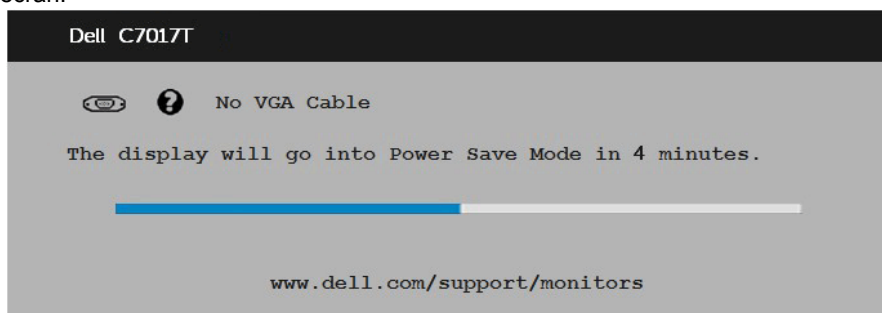 écran.
Dell C7017T
? No VGA Cable
The display will go into Power Save Mode in 4 minutes.
www.dell.com/support/monitors